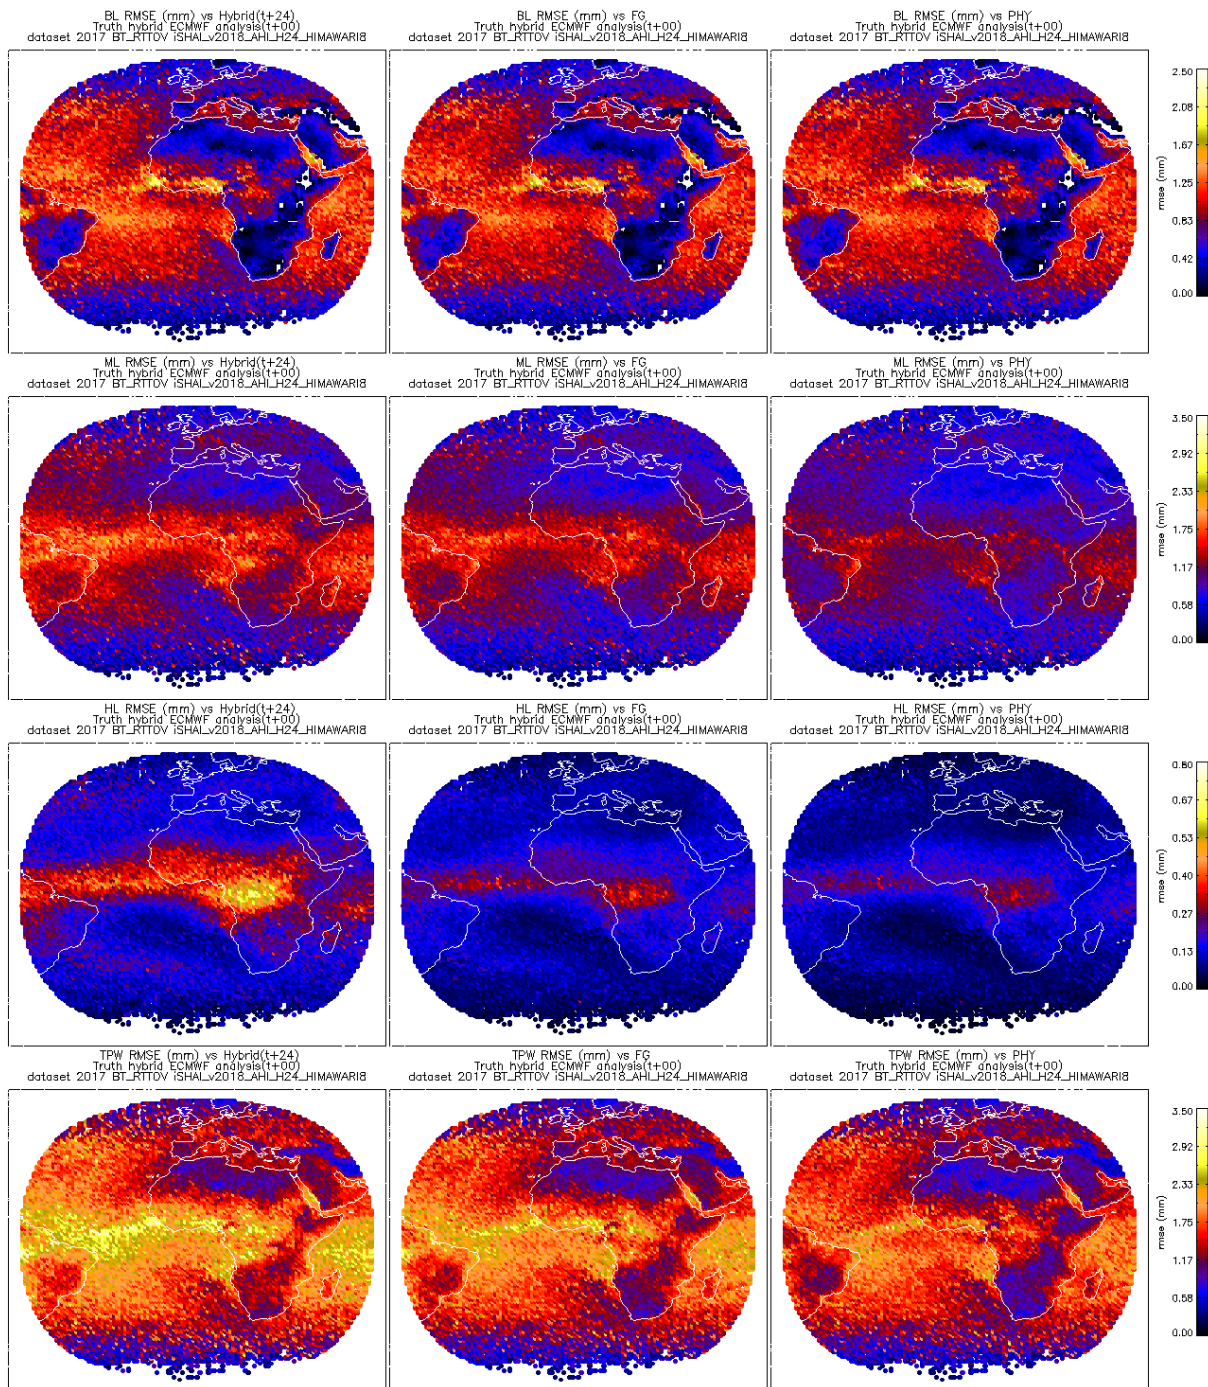 BL RMSE (mm) vs Hybrid(t+24)
Truth hybrid ECMWF analysis(t+00)
dataset 2017 BT_RTTOV iSHAI_v2018_AHI_H24_HIMAWARI8
BL RMSE (mm) vs FG
Truth hybrid ECMWF analysis(t+00)
dataset 2017 BT_RTTOV iSHAI_v2018_AHI_H24_HIMAWARI8
BL RMSE (mm) vs PHY
Truth hybrid ECMWF analysis(t+00)
dataset 2017 BT_RTTOV iSHAI_v2018_AHI_H24_HIMAWARI8
2.50
2.08
1.67
1.25
0.83
0.42
0.00
rmse (mm)
ML RMSE (mm) vs Hybrid(t+24)
Truth hybrid ECMWF analysis(t+00)
dataset 2017 BT_RTTOV iSHAI_v2018_AHI_H24_HIMAWARI8
ML RMSE (mm) vs FG
Truth hybrid ECMWF analysis(t+00)
dataset 2017 BT_RTTOV iSHAI_v2018_AHI_H24_HIMAWARI8
ML RMSE (mm) vs PHY
Truth hybrid ECMWF analysis(t+00)
dataset 2017 BT_RTTOV iSHAI_v2018_AHI_H24_HIMAWARI8
3.50
2.92
2.33
1.75
1.17
0.58
0.00
rmse (mm)
HL RMSE (mm) vs Hybrid(t+24)
Truth hybrid ECMWF analysis(t+00)
dataset 2017 BT_RTTOV iSHAI_v2018_AHI_H24_HIMAWARI8
HL RMSE (mm) vs FG
Truth hybrid ECMWF analysis(t+00)
dataset 2017 BT_RTTOV iSHAI_v2018_AHI_H24_HIMAWARI8
HL RMSE (mm) vs PHY
Truth hybrid ECMWF analysis(t+00)
dataset 2017 BT_RTTOV iSHAI_v2018_AHI_H24_HIMAWARI8
0.80
0.67
0.53
0.40
0.27
0.13
0.00
rmse (mm)
TPW RMSE (mm) vs Hybrid(t+24)
Truth hybrid ECMWF analysis(t+00)
dataset 2017 BT_RTTOV iSHAI_v2018_AHI_H24_HIMAWARI8
TPW RMSE (mm) vs FG
Truth hybrid ECMWF analysis(t+00)
dataset 2017 BT_RTTOV iSHAI_v2018_AHI_H24_HIMAWARI8
TPW RMSE (mm) vs PHY
Truth hybrid ECMWF analysis(t+00)
dataset 2017 BT_RTTOV iSHAI_v2018_AHI_H24_HIMAWARI8
3.50
2.92
2.33
1.75
1.17
0.58
0.00
rmse (mm)